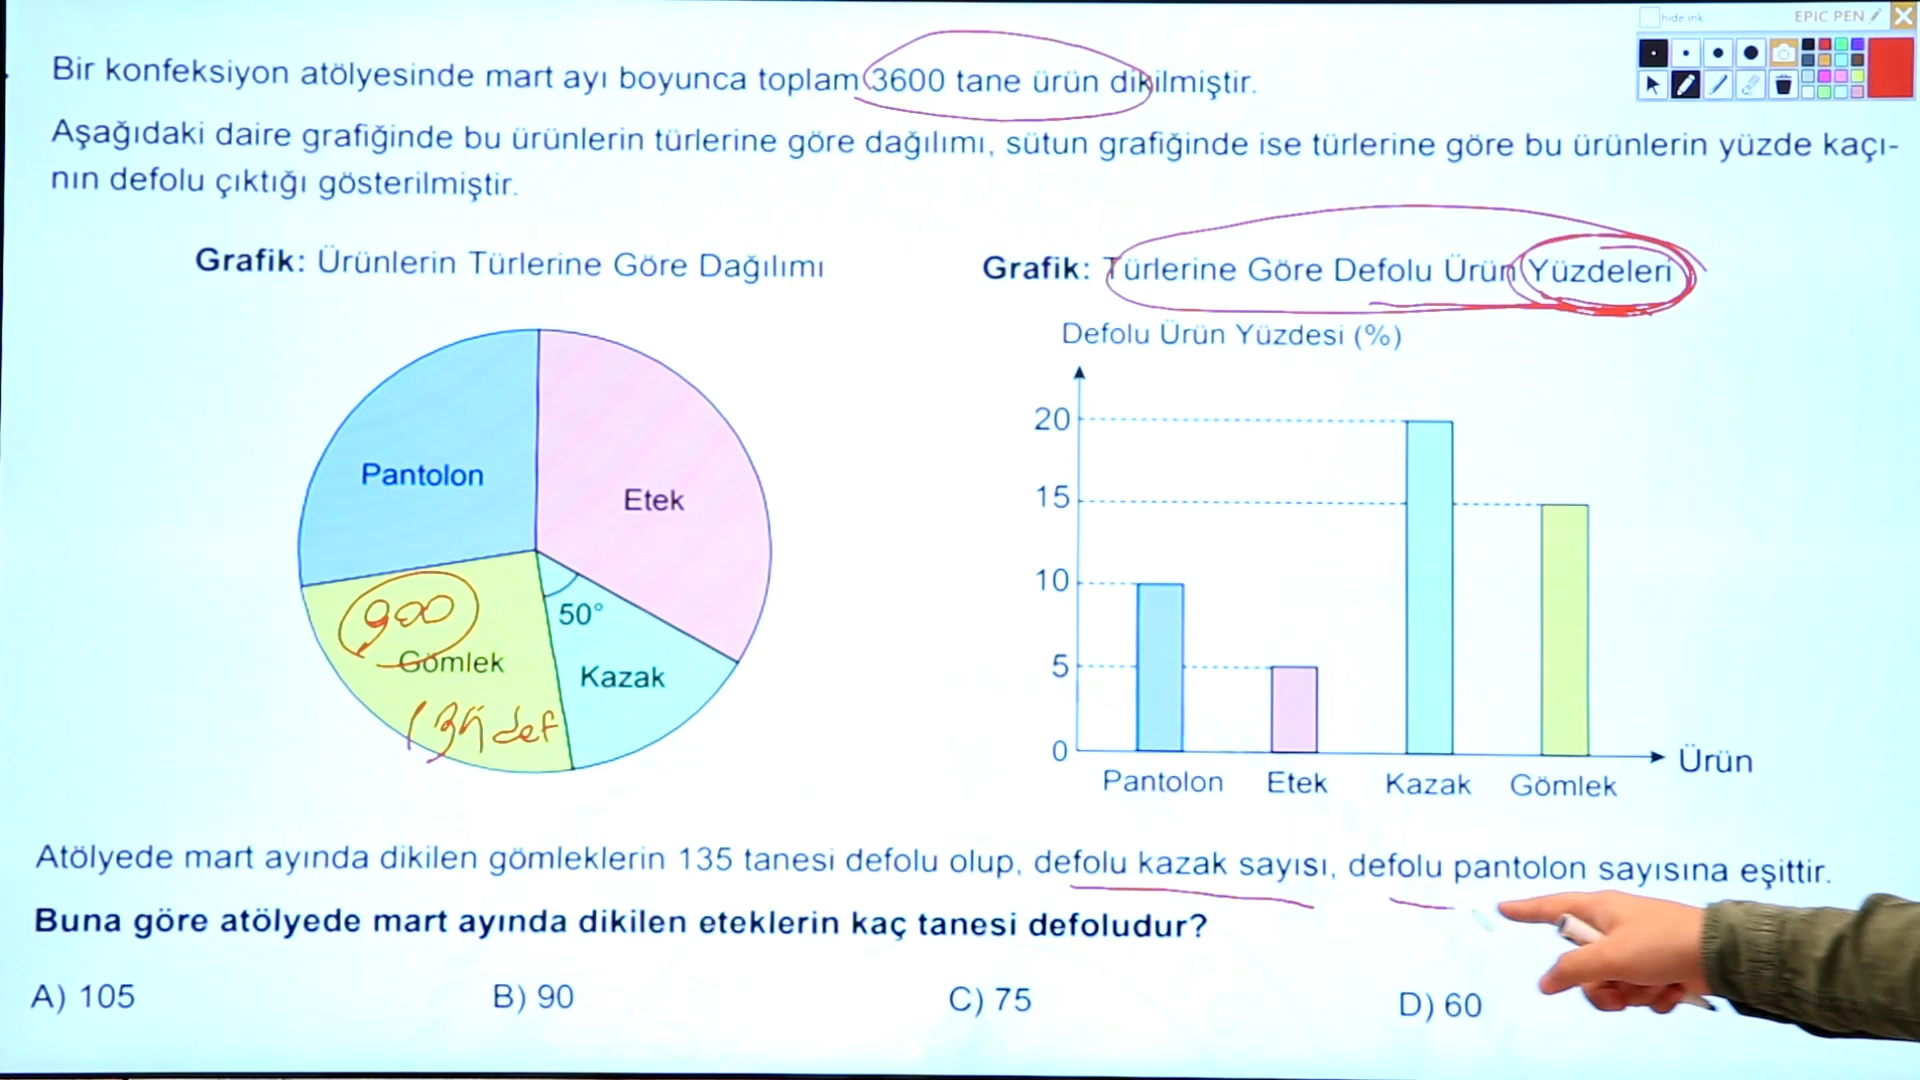 hide ink
EPIC PEN
Bir konfeksiyon atölyesinde mart ayı boyunca toplam 3600 tane ürün dikilmiştir.
Aşağıdaki daire grafiğinde bu ürünlerin türlerine göre dağılımı, sütun grafiğinde ise türlerine göre bu ürünlerin yüzde kaçı-
nın defolu çıktığı gösterilmiştir.
Grafik: Ürünlerin Türlerine Göre Dağılımı
Pantolon
Etek
900
50°
Gömlek
Kazak
135 def
Grafik: Türlerine Göre Defolu Ürün Yüzdeleri
Defolu Ürün Yüzdesi (%)
20
15
10
5
0
Ürün
Pantolon Etek Kazak Gömlek
Atölyede mart ayında dikilen gömleklerin 135 tanesi defolu olup, defolu kazak sayısı, defolu pantolon sayısına eşittir.
Buna göre atölyede mart ayında dikilen eteklerin kaç tanesi defoludur?
A) 105 B) 90 C) 75 D) 60